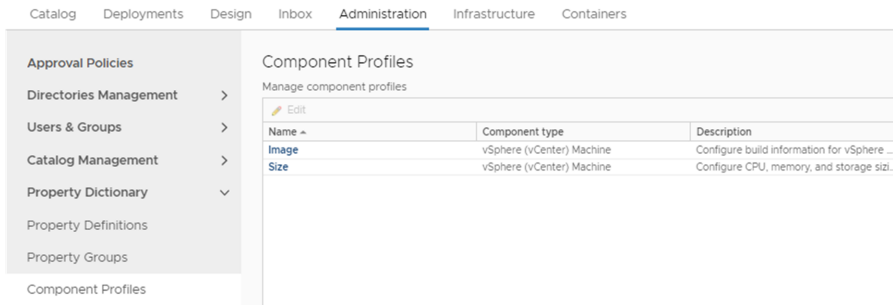 Catalog Deployments Design Inbox Administration Infrastructure Containers
Approval Policies
Directories Management
Users & Groups
Catalog Management
Property Dictionary
Property Definitions
Property Groups
Component Profiles
Component Profiles
Manage component profiles
Edit
Name Component type Description
Image vSphere (vCenter) Machine Configure build information for vSphere ...
Size vSphere (vCenter) Machine Configure CPU, memory, and storage sizi...